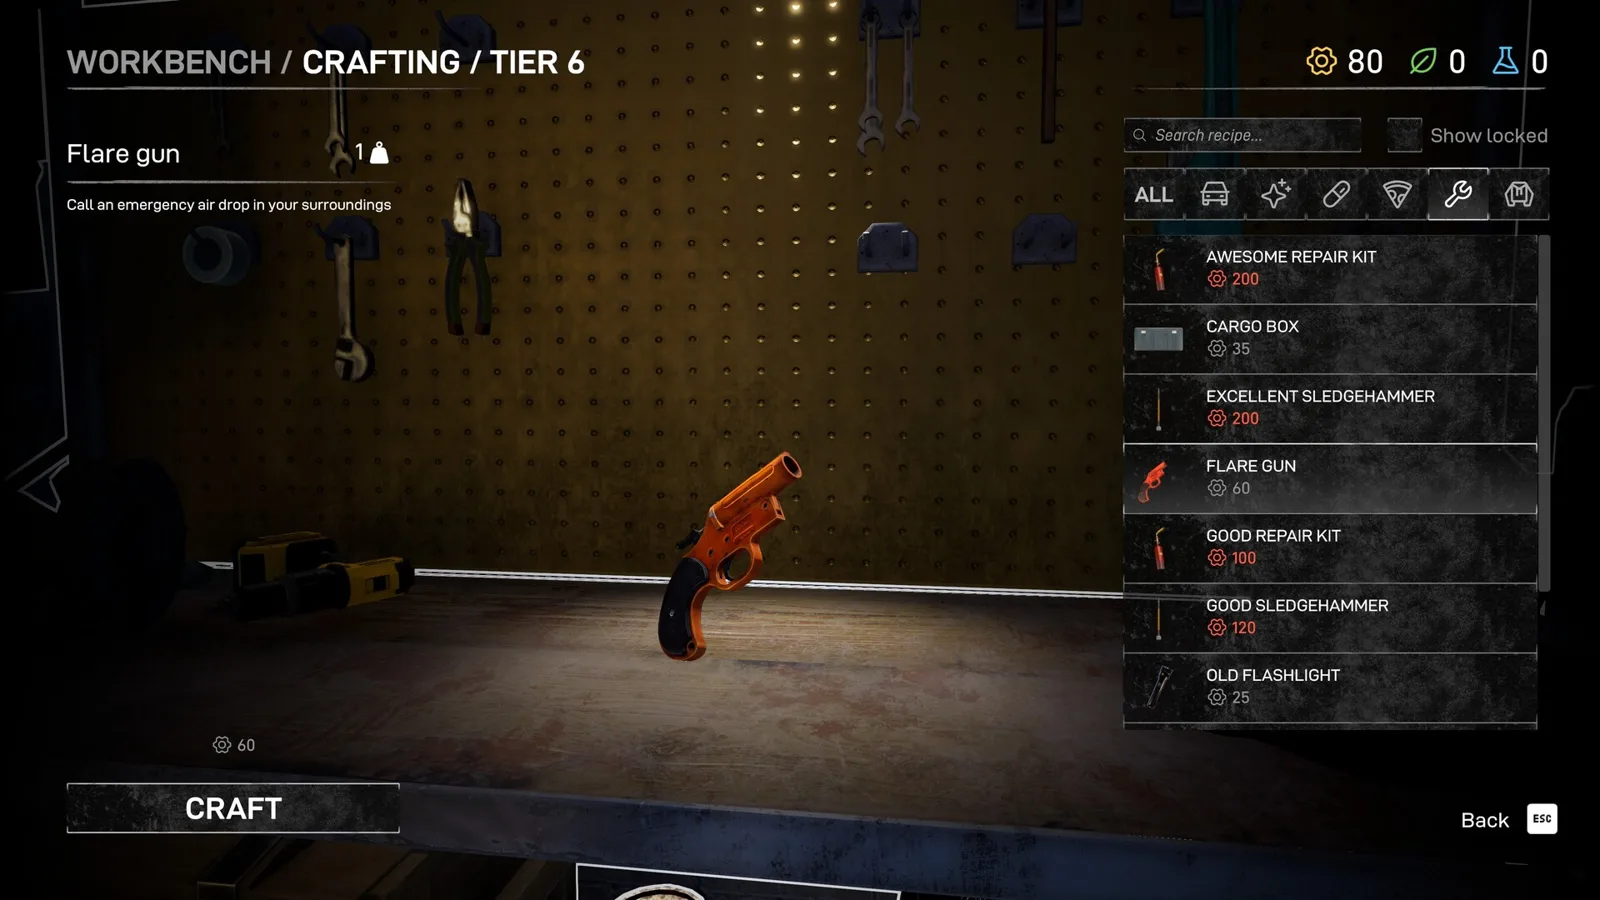 WORKBENCH / CRAFTING / TIER 6
80 0 0
Flare gun 1
Call an emergency air drop in your surroundings
Search recipe...
Show locked
ALL
AWESOME REPAIR KIT
200
CARGO BOX
35
EXCELLENT SLEDGEHAMMER
200
FLARE GUN
60
GOOD REPAIR KIT
100
GOOD SLEDGEHAMMER
120
OLD FLASHLIGHT
25
60
CRAFT
Back ESC